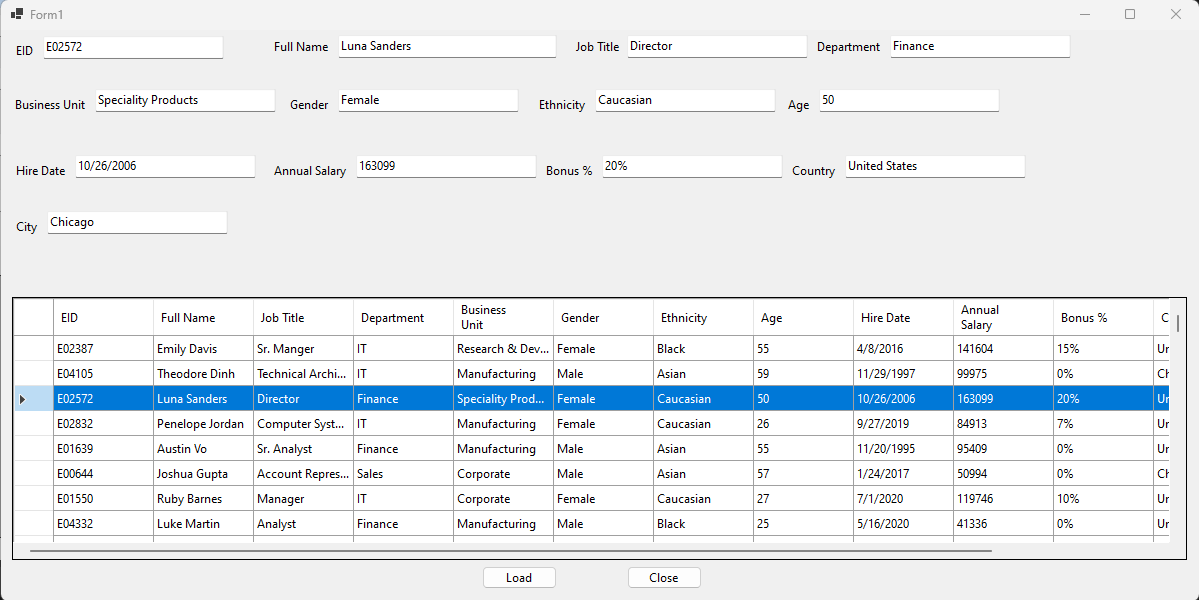 Form1
EID E02572 Full Name Luna Sanders Job Title Director Department Finance
Business Unit Speciality Products Gender Female Ethnicity Caucasian Age 50
Hire Date 10/26/2006 Annual Salary 163099 Bonus % 20% Country United States
City Chicago
EID Full Name Job Title Department Business Unit Gender Ethnicity Age Hire Date Annual Salary Bonus % C
E02387 Emily Davis Sr. Manger IT Research & Dev... Female Black 55 4/8/2016 141604 15% Ur
E04105 Theodore Dinh Technical Archi... IT Manufacturing Male Asian 59 11/29/1997 99975 0% Ch
E02572 Luna Sanders Director Finance Speciality Prod... Female Caucasian 50 10/26/2006 163099 20% Ur
E02832 Penelope Jordan Computer Syst... IT Manufacturing Female Caucasian 26 9/27/2019 84913 7% Ur
E01639 Austin Vo Sr. Analyst Finance Manufacturing Male Asian 55 11/20/1995 95409 0% Ur
E00644 Joshua Gupta Account Repres... Sales Corporate Male Asian 57 1/24/2017 50994 0% Ch
E01550 Ruby Barnes Manager IT Corporate Female Caucasian 27 7/1/2020 119746 10% Ur
E04332 Luke Martin Analyst Finance Manufacturing Male Black 25 5/16/2020 41336 0% Ur
Load Close